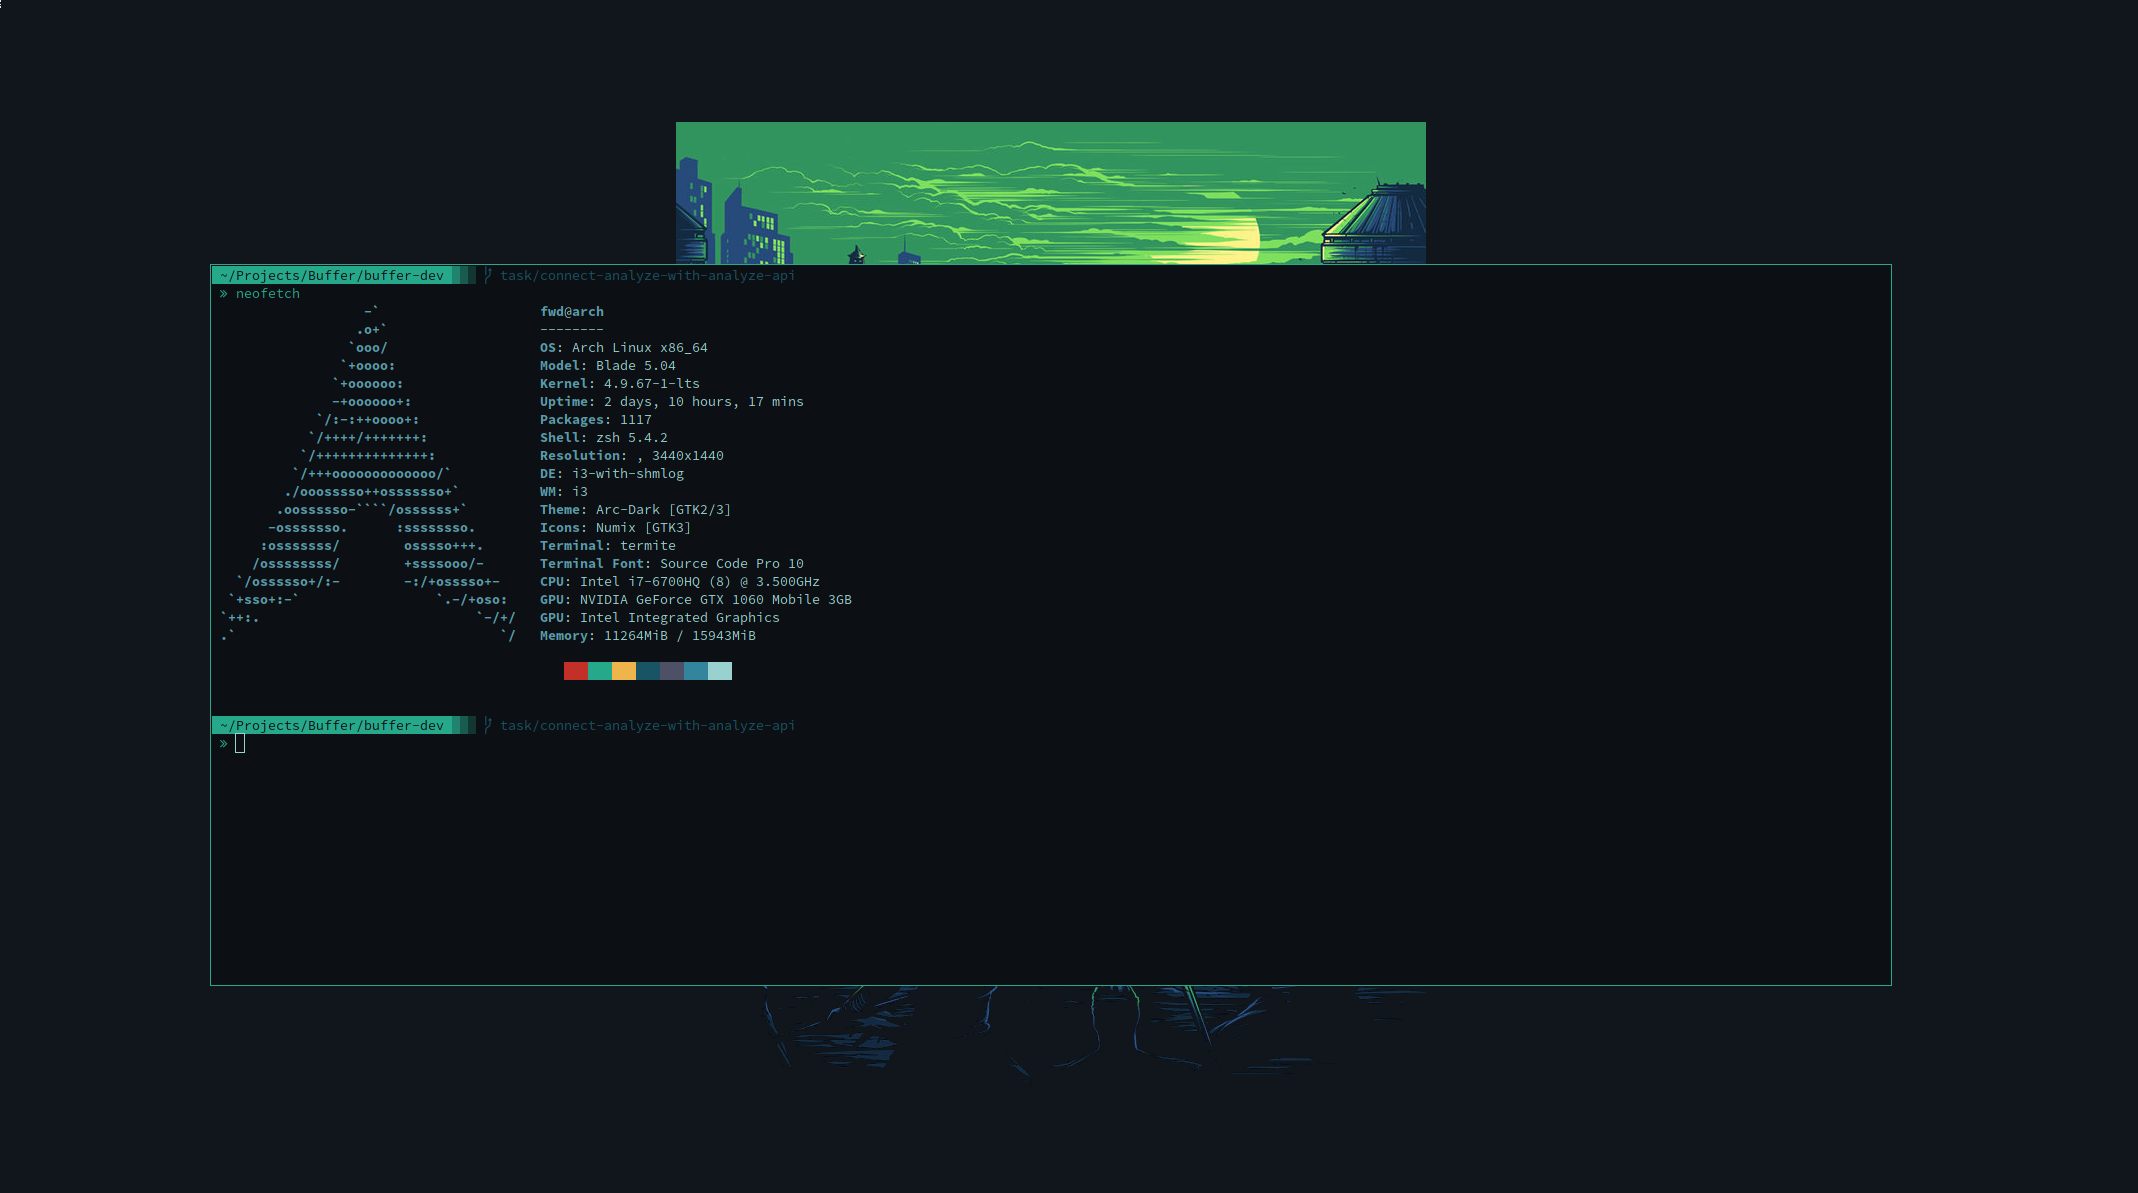 ~/Projects/Buffer/buffer-dev task/connect-analyze-with-analyze-api
» neofetch
-`
.o+`
`ooo/
`+oooo:
`+oooooo:
-+oooooo+:
`/:-:++oooo+:
`/++++/+++++++:
`/++++++++++++++:
`/+++ooooooooooooo/`
./ooosssso++osssssso+`
.oossssso-````/ossssss+`
-osssssso.      :ssssssso.
:osssssss/        osssso+++.
/ossssssss/        +ssssooo/-
`/ossssso+/:-        -:/+osssso+-
`+sso+:-`                 `.-/+oso:
`++:.                           `-/+/
.`                                 `/
fwd@arch
--------
OS: Arch Linux x86_64
Model: Blade 5.04
Kernel: 4.9.67-1-lts
Uptime: 2 days, 10 hours, 17 mins
Packages: 1117
Shell: zsh 5.4.2
Resolution: , 3440x1440
DE: i3-with-shmlog
WM: i3
Theme: Arc-Dark [GTK2/3]
Icons: Numix [GTK3]
Terminal: termite
Terminal Font: Source Code Pro 10
CPU: Intel i7-6700HQ (8) @ 3.500GHz
GPU: NVIDIA GeForce GTX 1060 Mobile 3GB
GPU: Intel Integrated Graphics
Memory: 11264MiB / 15943MiB
~/Projects/Buffer/buffer-dev task/connect-analyze-with-analyze-api
»